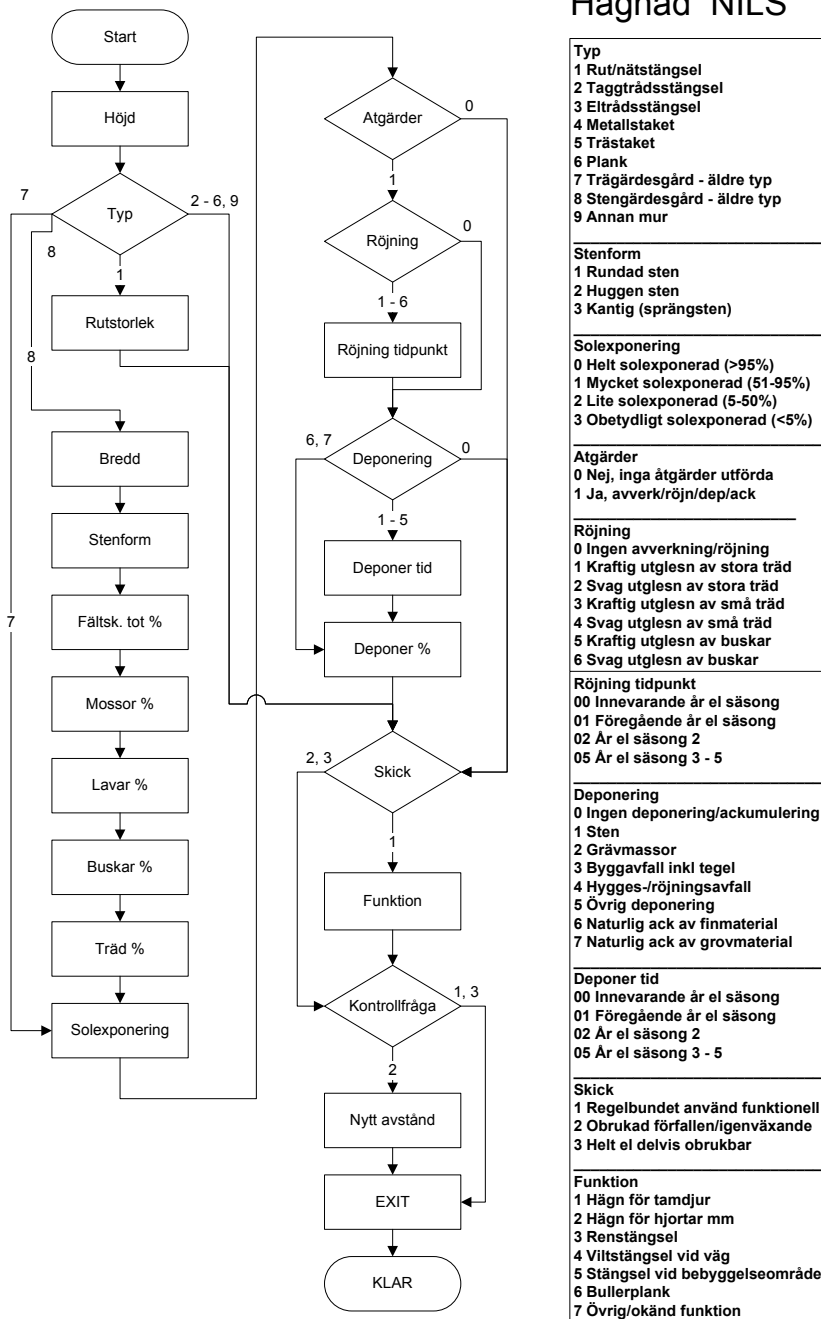 Hägnad NILS
Start
Höjd
Typ
7
2 - 6, 9
8
1
Rutstorlek
8
Bredd
Stenform
Fältsk. tot %
7
Mossor %
Lavar %
Buskar %
Träd %
Solexponering
Atgärder
0
1
Röjning
0
1 - 6
Röjning tidpunkt
6, 7
Deponering
0
1 - 5
Deponer tid
Deponer %
2, 3
Skick
1
Funktion
Kontrollfråga
1, 3
2
Nytt avstånd
EXIT
KLAR
Typ
1 Rut/nätstängsel
2 Taggtrådsstängsel
3 Eltrådsstängsel
4 Metallstaket
5 Trästaket
6 Plank
7 Trägärdesgård - äldre typ
8 Stengärdesgård - äldre typ
9 Annan mur
Stenform
1 Rundad sten
2 Huggen sten
3 Kantig (sprängsten)
Solexponering
0 Helt solexponerad (>95%)
1 Mycket solexponerad (51-95%)
2 Lite solexponerad (5-50%)
3 Obetydligt solexponerad (<5%)
Atgärder
0 Nej, inga åtgärder utförda
1 Ja, avverk/röjn/dep/ack
Röjning
0 Ingen avverkning/röjning
1 Kraftig utglesn av stora träd
2 Svag utglesn av stora träd
3 Kraftig utglesn av små träd
4 Svag utglesn av små träd
5 Kraftig utglesn av buskar
6 Svag utglesn av buskar
Röjning tidpunkt
00 Innevarande år el säsong
01 Föregående år el säsong
02 År el säsong 2
05 År el säsong 3 - 5
Deponering
0 Ingen deponering/ackumulering
1 Sten
2 Grävmassor
3 Byggavfall inkl tegel
4 Hygges-/röjningsavfall
5 Övrig deponering
6 Naturlig ack av finmaterial
7 Naturlig ack av grovmaterial
Deponer tid
00 Innevarande år el säsong
01 Föregående år el säsong
02 År el säsong 2
05 År el säsong 3 - 5
Skick
1 Regelbundet använd funktionell
2 Obrukad förfallen/igenväxande
3 Helt el delvis obrukbar
Funktion
1 Hägn för tamdjur
2 Hägn för hjortar mm
3 Renstängsel
4 Viltstängsel vid väg
5 Stängsel vid bebyggelseområde
6 Bullerplank
7 Övrig/okänd funktion